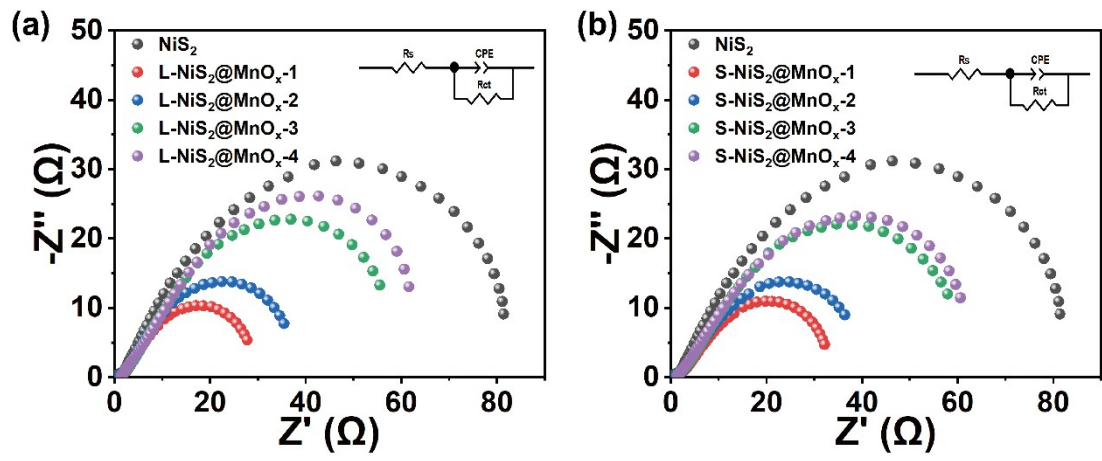 (a)
50
40
30
20
10
0
-Z'' (Ω)
NiS₂
L-NiS₂@MnOₓ-1
L-NiS₂@MnOₓ-2
L-NiS₂@MnOₓ-3
L-NiS₂@MnOₓ-4
Rs
CPE
Rct
0 20 40 60 80
Z' (Ω)
(b)
50
40
30
20
10
0
-Z'' (Ω)
NiS₂
S-NiS₂@MnOₓ-1
S-NiS₂@MnOₓ-2
S-NiS₂@MnOₓ-3
S-NiS₂@MnOₓ-4
Rs
CPE
Rct
0 20 40 60 80
Z' (Ω)